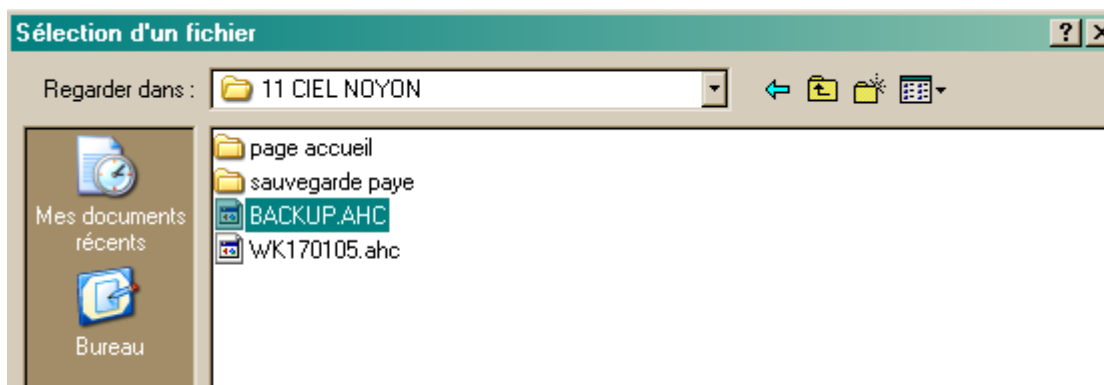 Sélection d'un fichier
Regarder dans :
11 CIEL NOYON
page accueil
sauvegarde paye
BACKUP.AHC
WK170105.ahc
Mes documents
récents
Bureau